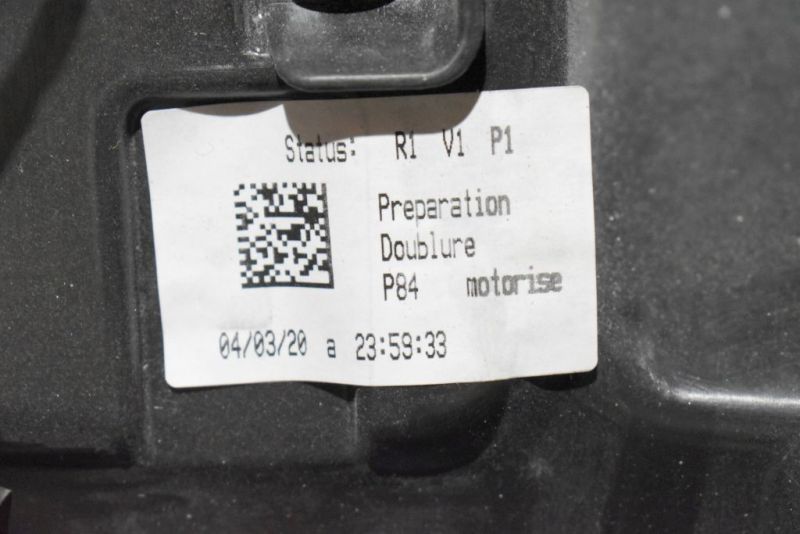 Status: R1 V1 P1
Preparation
Doublure
P84 motorise
04/03/20 a 23:59:33